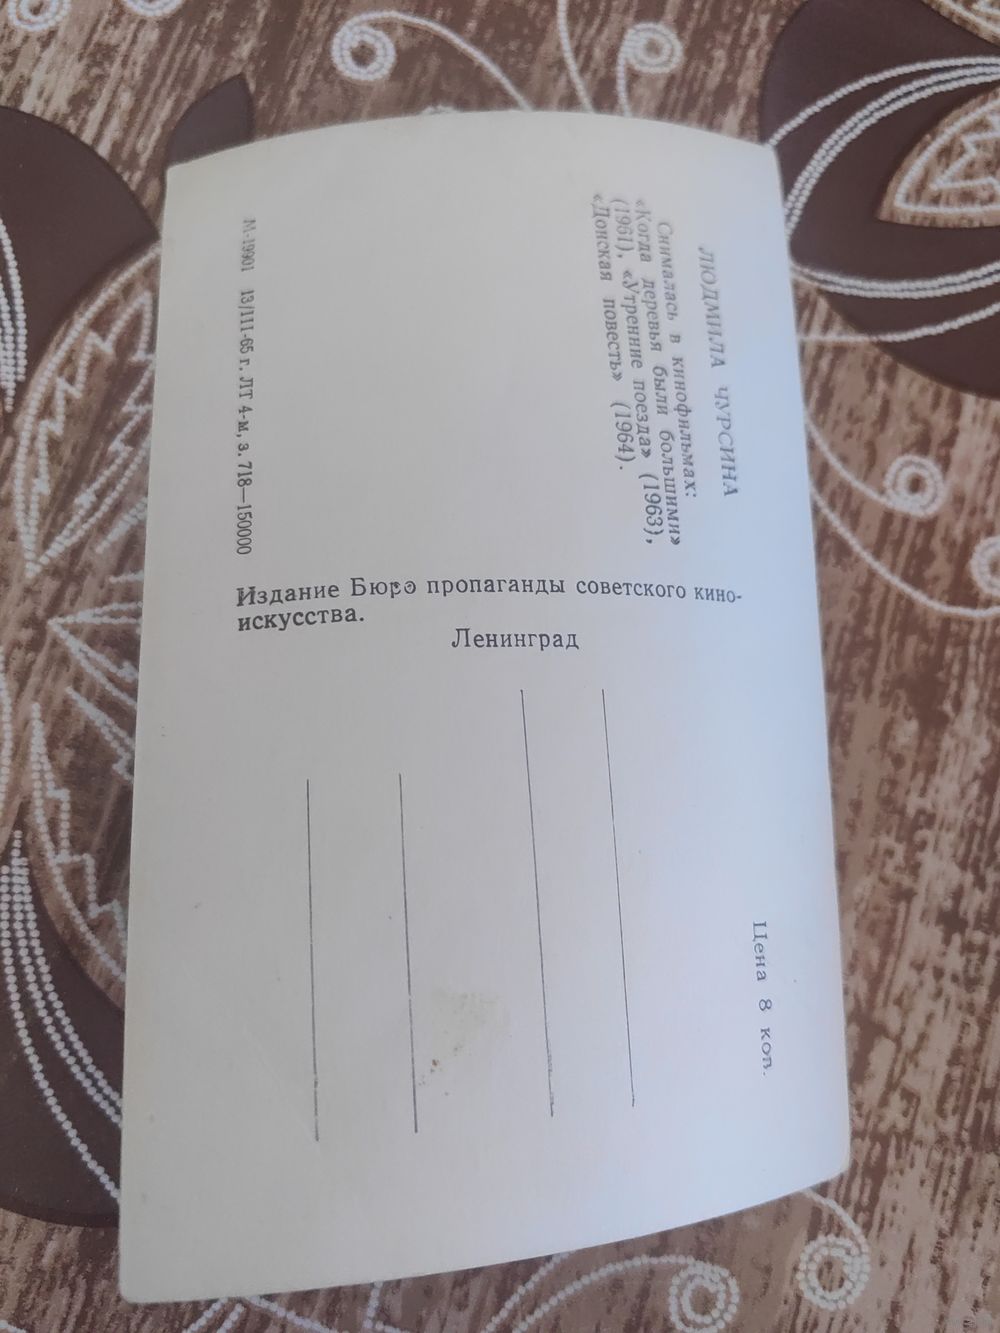 ЛЮДМИЛА ЧУРСИНА
Снималась в кинофильмах:
«Когда деревья были большими»
(1961), «Утренние поезда» (1963),
«Донская повесть» (1964).
М-19901 13/III-65 г. ЛТ 4-м, з. 718—150000
Издание Бюро пропаганды советского кино-
искусства.
Ленинград
Цена 8 коп.